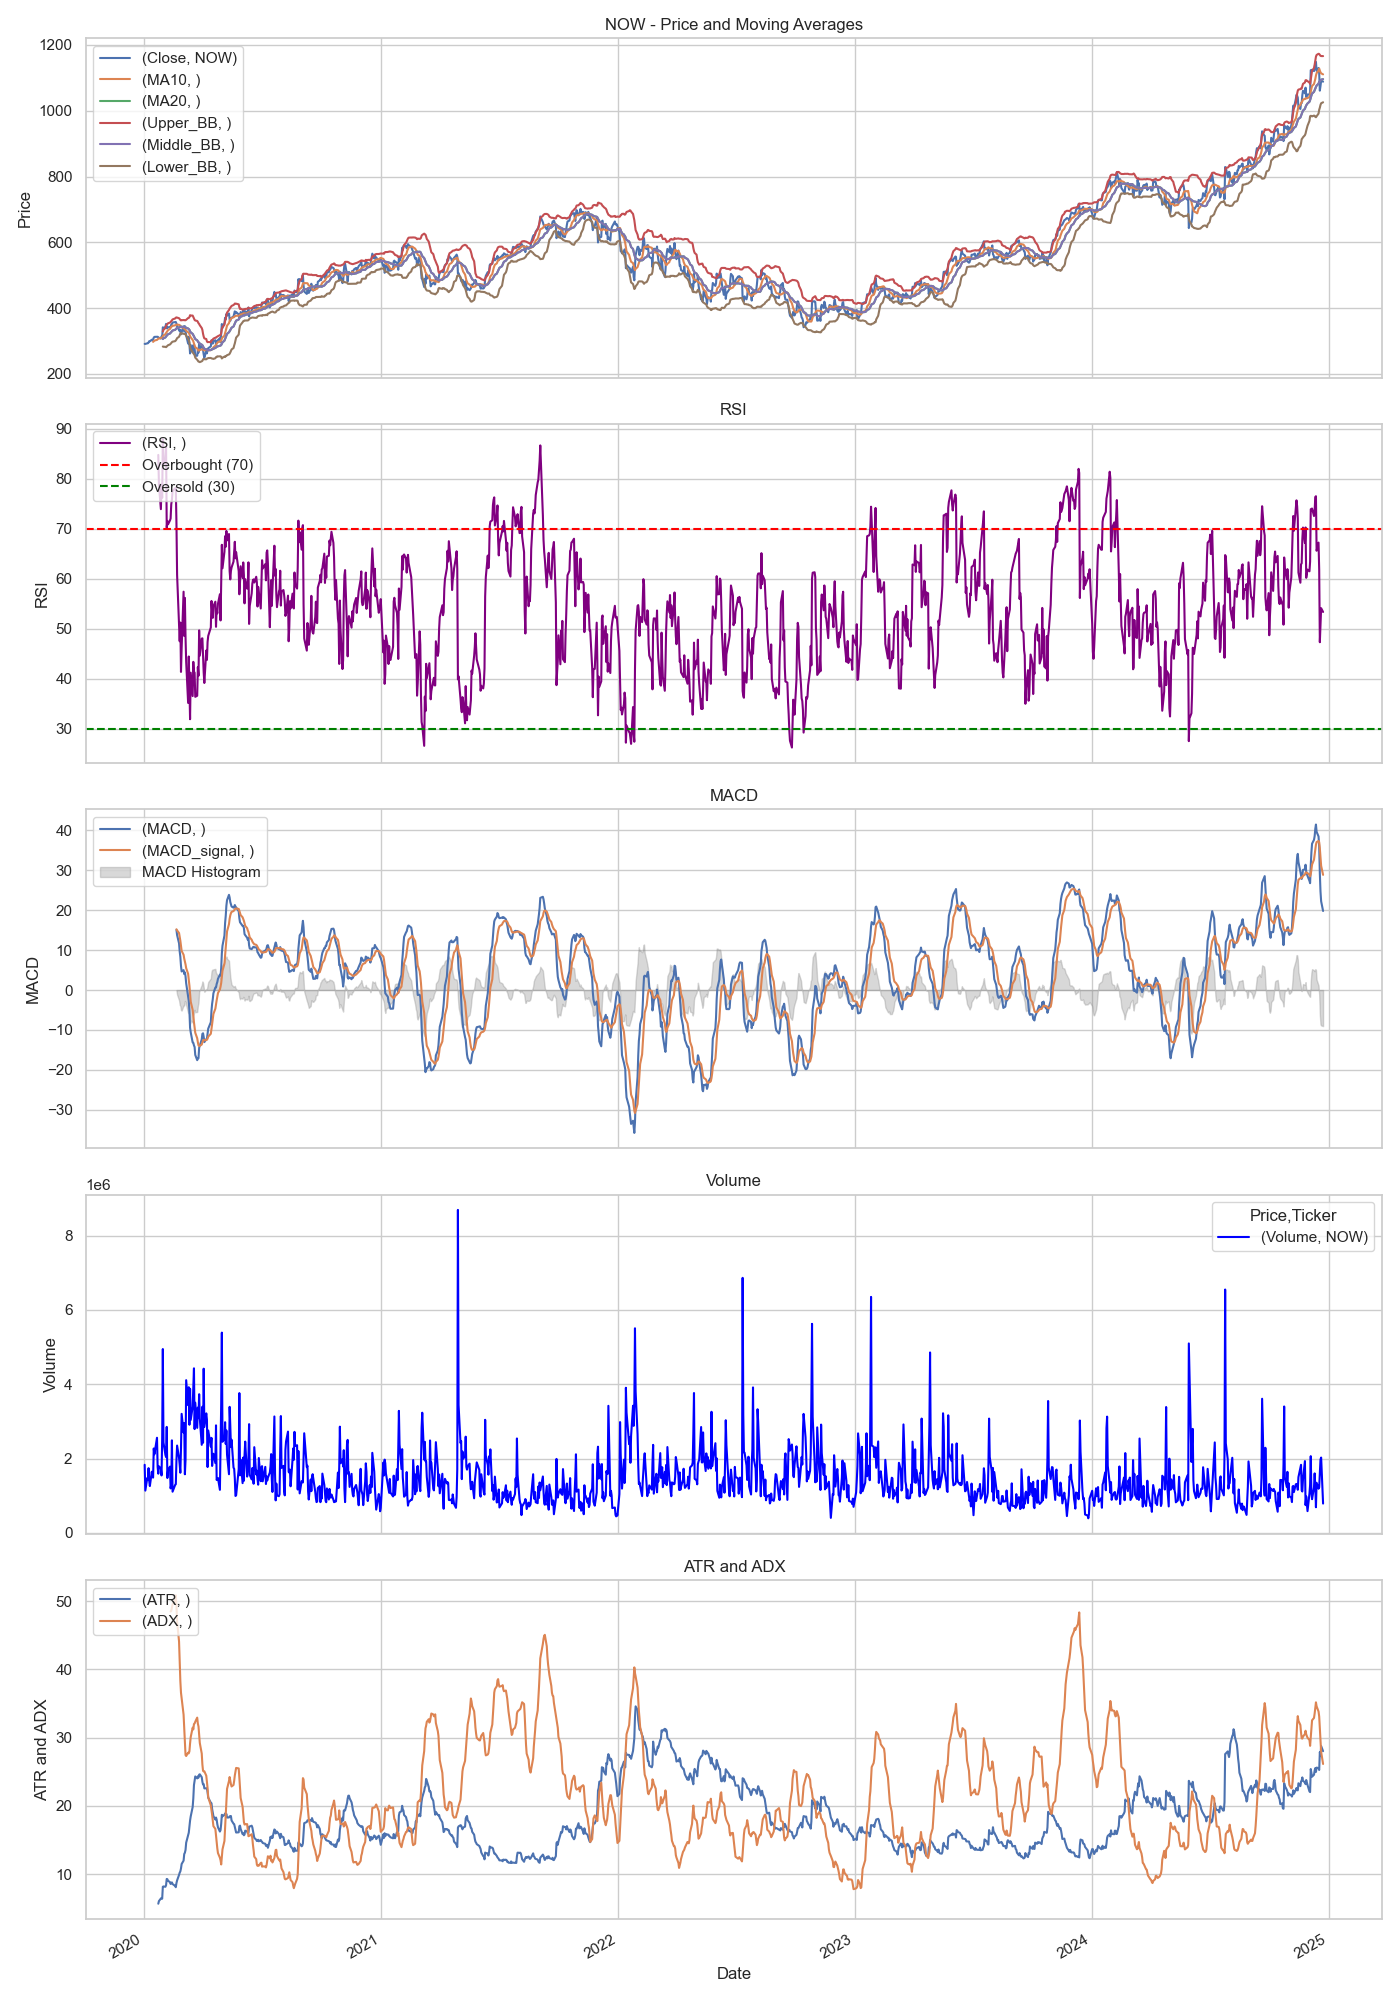 NOW - Price and Moving Averages
1200
1000
800
600
400
200
Price
(Close, NOW)
(MA10, )
(MA20, )
(Upper_BB, )
(Middle_BB, )
(Lower_BB, )
RSI
90
80
70
60
50
40
30
RSI
(RSI, )
Overbought (70)
Oversold (30)
MACD
40
30
20
10
0
−10
−20
−30
MACD
(MACD, )
(MACD_signal, )
MACD Histogram
Volume
1e6
8
6
4
2
0
Volume
Price,Ticker
(Volume, NOW)
ATR and ADX
50
40
30
20
10
ATR and ADX
(ATR, )
(ADX, )
2020
2021
2022
2023
2024
2025
Date